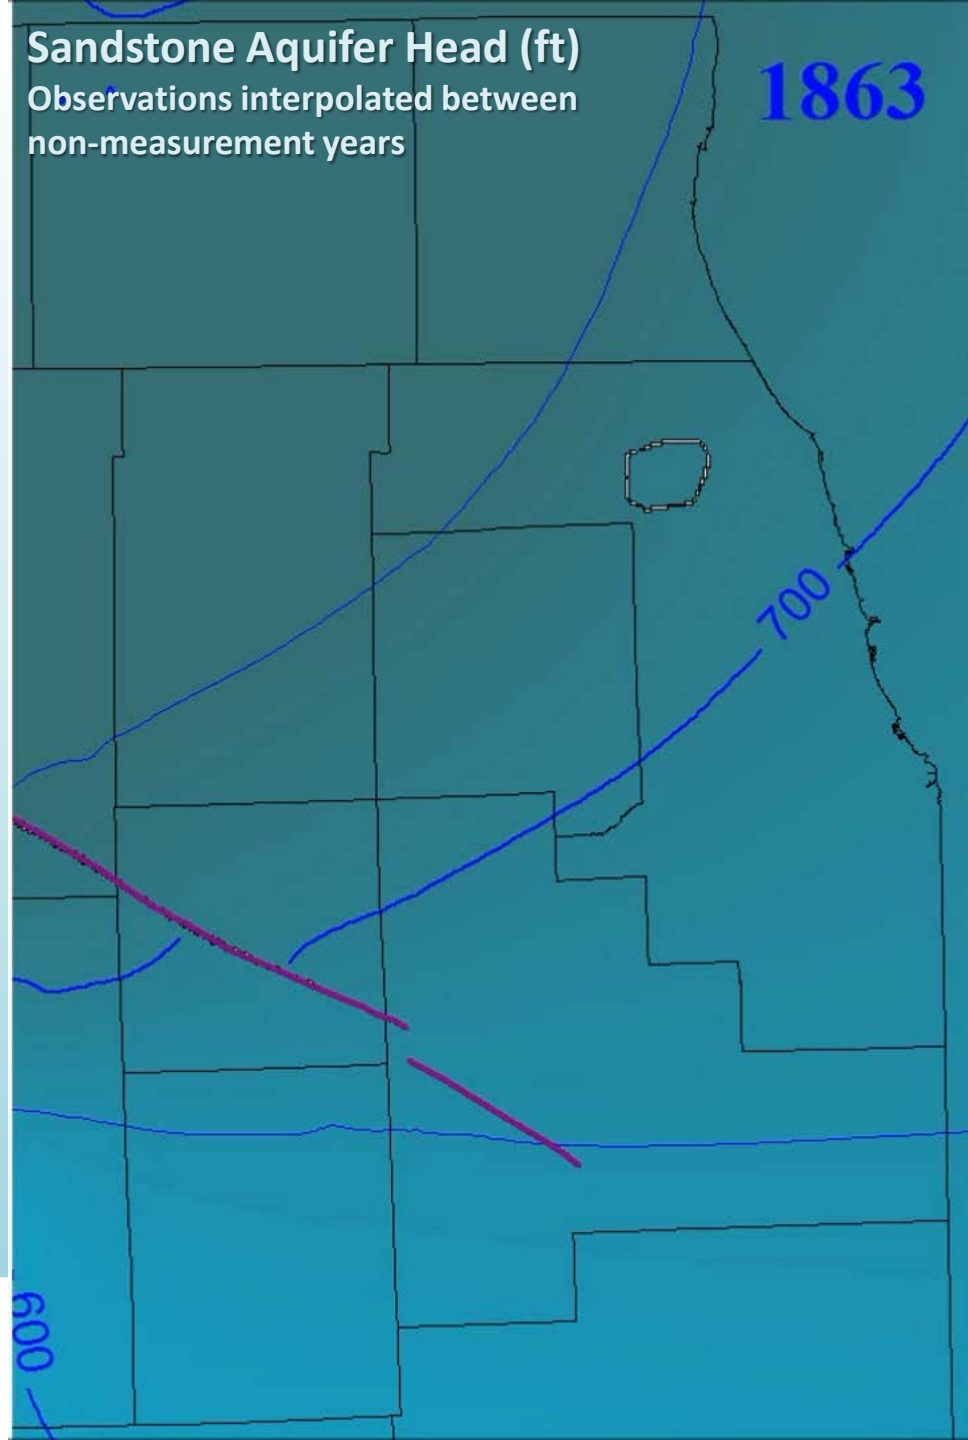 Sandstone Aquifer Head (ft)
1863
Observations interpolated between
non-measurement years
700
600